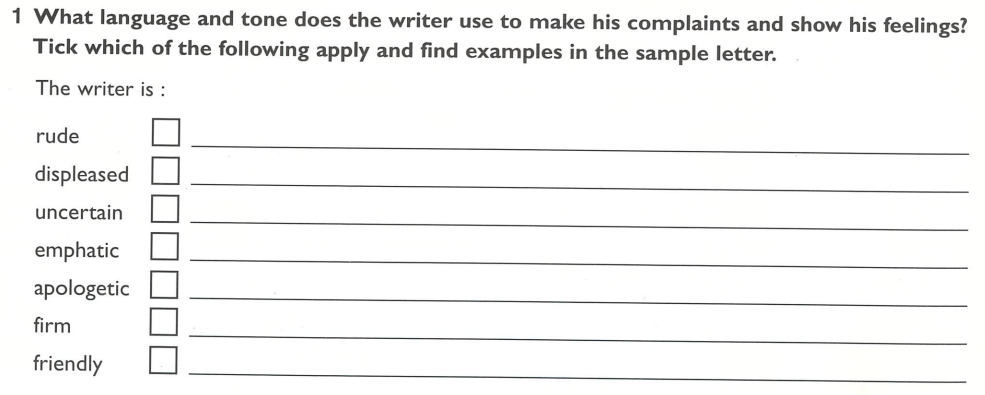 1 What language and tone does the writer use to make his complaints and show his feelings?
Tick which of the following apply and find examples in the sample letter.
The writer is :
rude
displeased
uncertain
emphatic
apologetic
firm
friendly